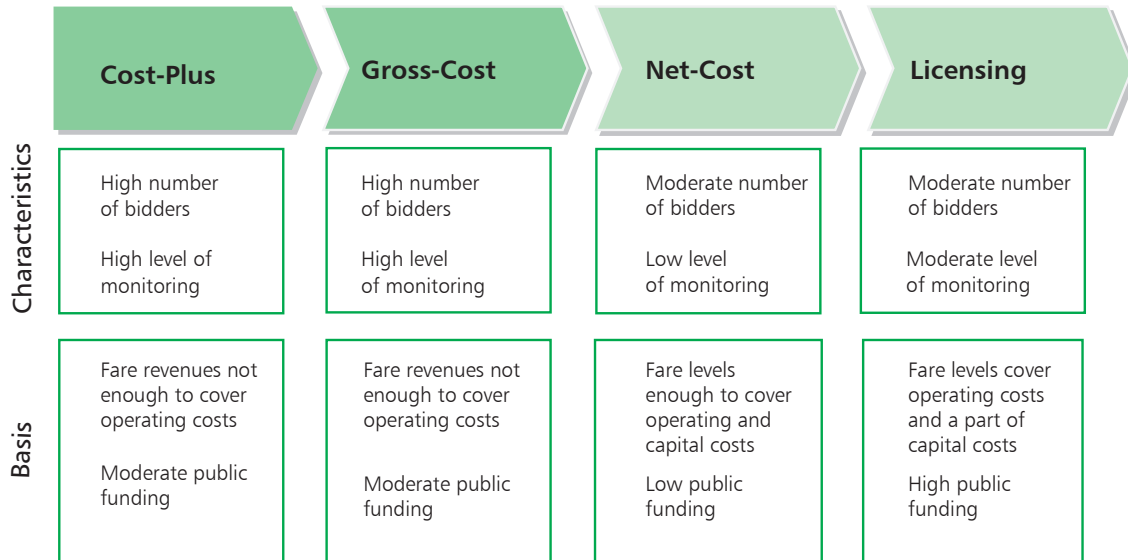 Cost-Plus
Gross-Cost
Net-Cost
Licensing
Characteristics
High number
of bidders
High level of
monitoring
High number
of bidders
High level
of monitoring
Moderate number
of bidders
Low level
of monitoring
Moderate number
of bidders
Moderate level
of monitoring
Basis
Fare revenues not
enough to cover
operating costs
Moderate public
funding
Fare revenues not
enough to cover
operating costs
Moderate public
funding
Fare levels
enough to cover
operating and
capital costs
Low public
funding
Fare levels cover
operating costs
and a part of
capital costs
High public
funding